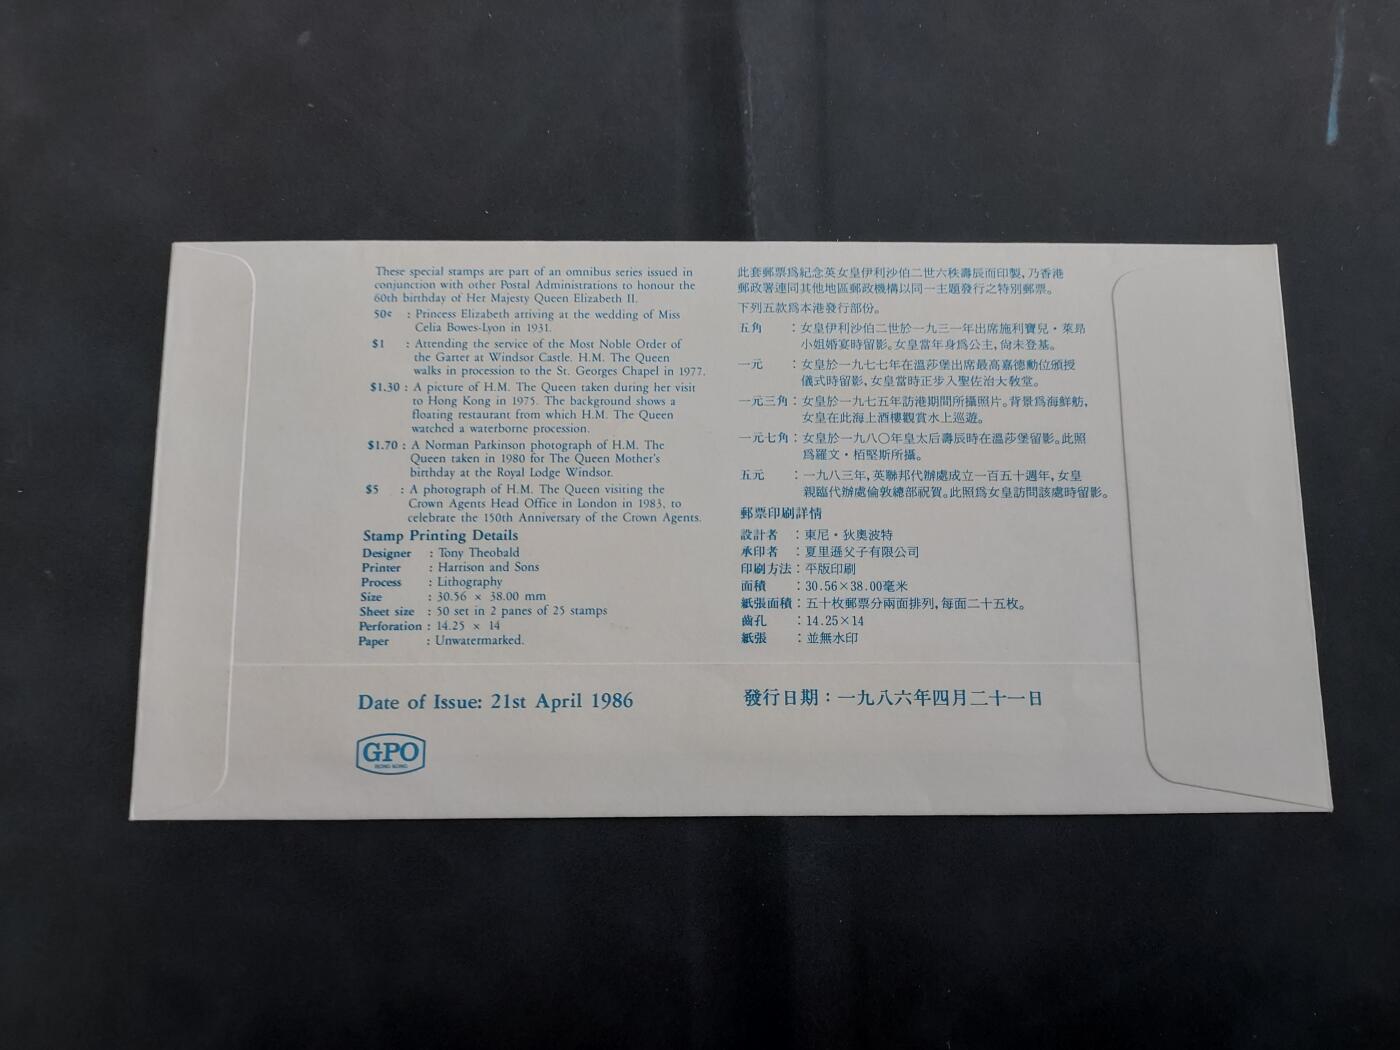 These special stamps are part of an omnibus series issued in
conjunction with other Postal Administrations to honour the
60th birthday of Her Majesty Queen Elizabeth II.
50¢ : Princess Elizabeth arriving at the wedding of Miss
Celia Bowes-Lyon in 1931.
$1 : Attending the service of the Most Noble Order of
the Garter at Windsor Castle. H.M. The Queen
walks in procession to the St. Georges Chapel in 1977.
$1.30 : A picture of H.M. The Queen taken during her visit
to Hong Kong in 1975. The background shows a
floating restaurant from which H.M. The Queen
watched a waterborne procession.
$1.70 : A Norman Parkinson photograph of H.M. The
Queen taken in 1980 for The Queen Mother's
birthday at the Royal Lodge Windsor.
$5 : A photograph of H.M. The Queen visiting the
Crown Agents Head Office in London in 1983, to
celebrate the 150th Anniversary of the Crown Agents.
Stamp Printing Details
Designer : Tony Theobald
Printer : Harrison and Sons
Process : Lithography
Size : 30.56 × 38.00 mm
Sheet size : 50 set in 2 panes of 25 stamps
Perforation : 14.25 × 14
Paper : Unwatermarked.
Date of Issue: 21st April 1986
GPO
HONG KONG
此套郵票爲紀念英女皇伊利沙伯二世六秩壽辰而印製,乃香港
郵政署連同其他地區郵政機構以同一主題發行之特別郵票。
下列五款爲本港發行部份。
五角 : 女皇伊利沙伯二世於一九三一年出席施利寶兒・萊昂
小姐婚宴時留影。女皇當年身爲公主,尙未登基。
一元 : 女皇於一九七七年在溫莎堡出席最高嘉德勳位頒授
儀式時留影,女皇當時正步入聖佐治大敎堂。
一元三角 : 女皇於一九七五年訪港期間所攝照片。背景爲海鮮舫,
女皇在此海上酒樓觀賞水上巡遊。
一元七角 : 女皇於一九八〇年皇太后壽辰時在溫莎堡留影。此照
爲羅文・栢堅斯所攝。
五元 : 一九八三年,英聯邦代辦處成立一百五十週年,女皇
親臨代辦處倫敦總部祝賀。此照爲女皇訪問該處時留影。
郵票印刷詳情
設計者 : 東尼・狄奧波特
承印者 : 夏里遜父子有限公司
印刷方法 : 平版印刷
面積 : 30.56×38.00毫米
紙張面積 : 五十枚郵票分兩面排列,每面二十五枚。
齒孔 : 14.25×14
紙張 : 並無水印
發行日期 : 一九八六年四月二十一日